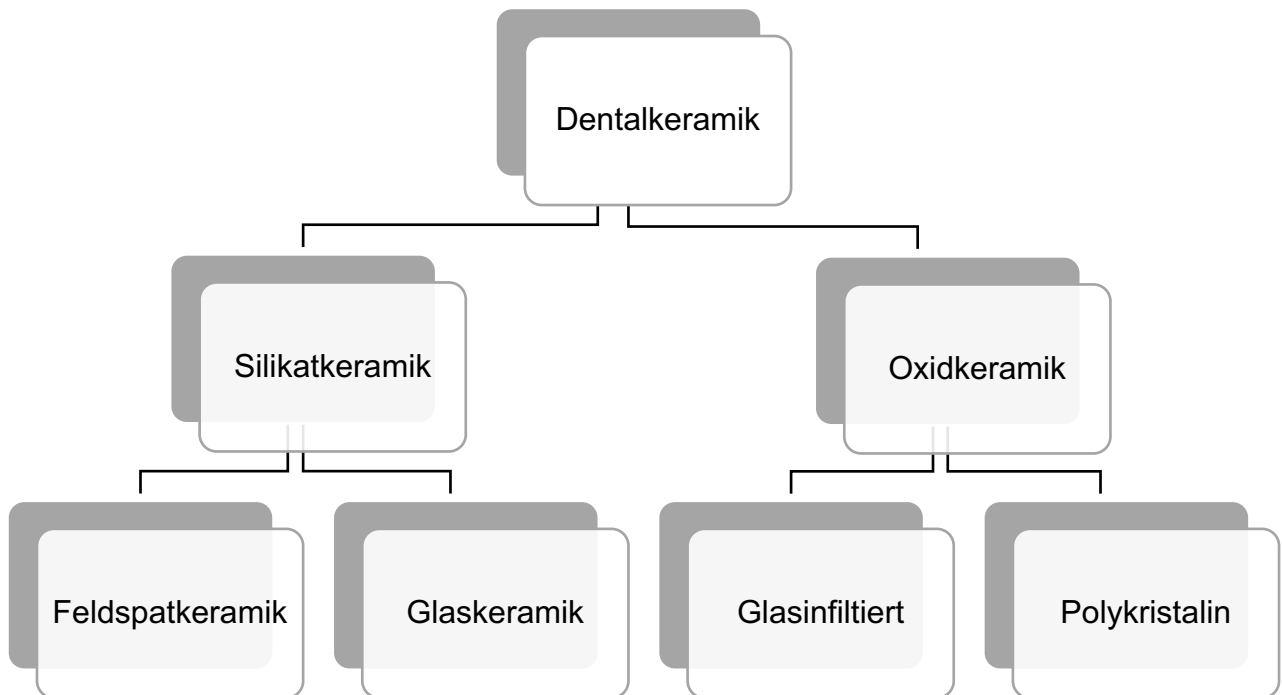 Dentalkeramik
Silikatkeramik
Oxidkeramik
Feldspatkeramik
Glaskeramik
Glasinfiltiert
Polykristalin